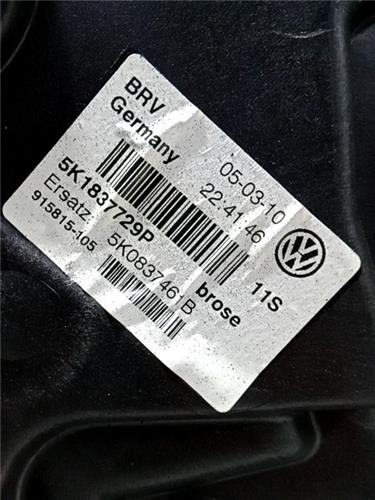 BRV
Germany
05-03-10
22:41:46
5K1837729P
11S
Ersatz: 5K0837461B
915815-105
brose